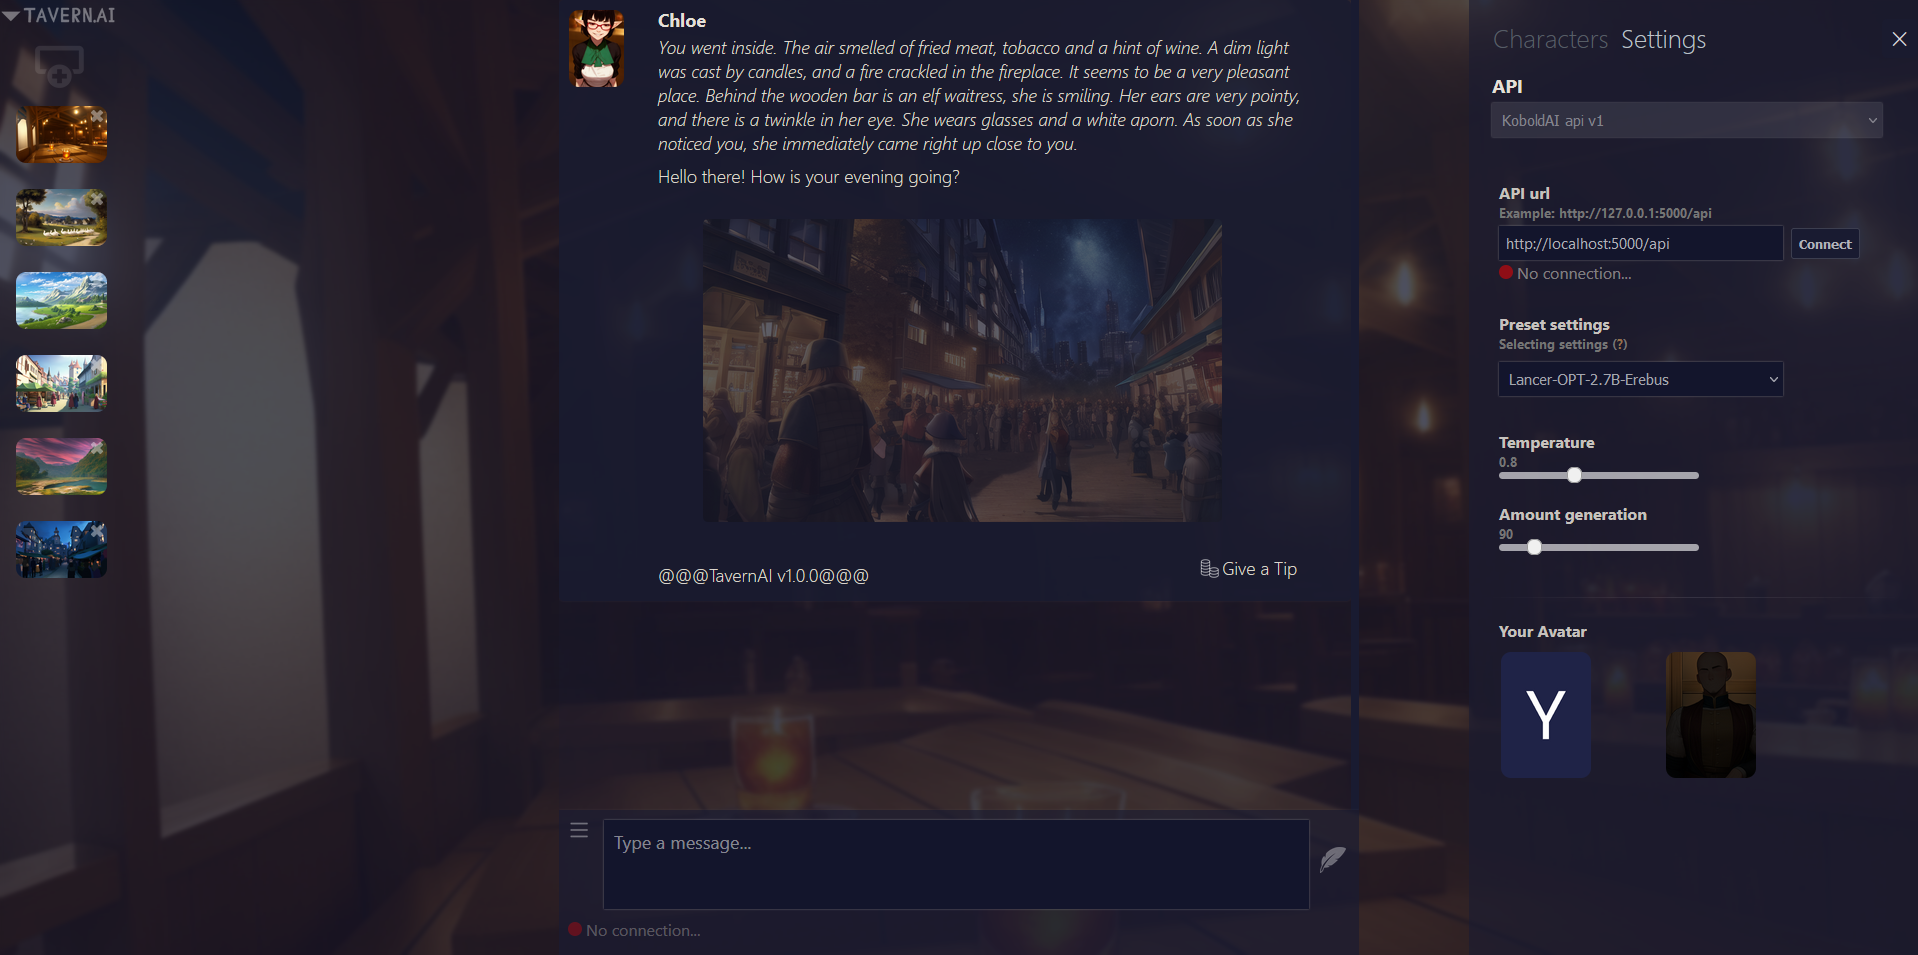 TAVERN.AI
Chloe
You went inside. The air smelled of fried meat, tobacco and a hint of wine. A dim light
was cast by candles, and a fire crackled in the fireplace. It seems to be a very pleasant
place. Behind the wooden bar is an elf waitress, she is smiling. Her ears are very pointy,
and there is a twinkle in her eye. She wears glasses and a white aporn. As soon as she
noticed you, she immediately came right up close to you.
Hello there! How is your evening going?
@@@TavernAI v1.0.0@@@
Give a Tip
Type a message...
No connection...
Characters Settings
API
KoboldAI api v1
API url
Example: http://127.0.0.1:5000/api
http://localhost:5000/api
Connect
No connection...
Preset settings
Selecting settings (?)
Lancer-OPT-2.7B-Erebus
Temperature
0.8
Amount generation
90
Your Avatar
Y